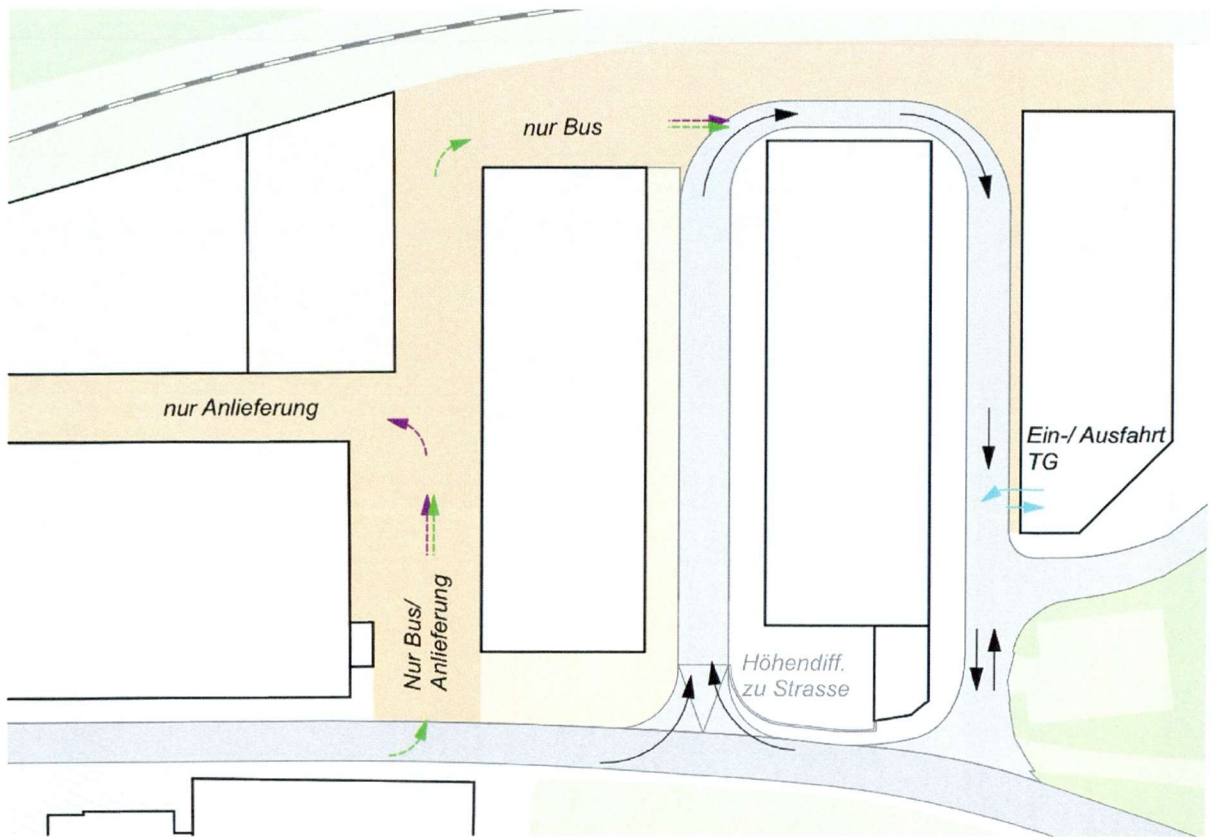 nur Bus
nur Anlieferung
Ein-/ Ausfahrt
TG
Nur Bus/
Anlieferung
Höhendiff.
zu Strasse